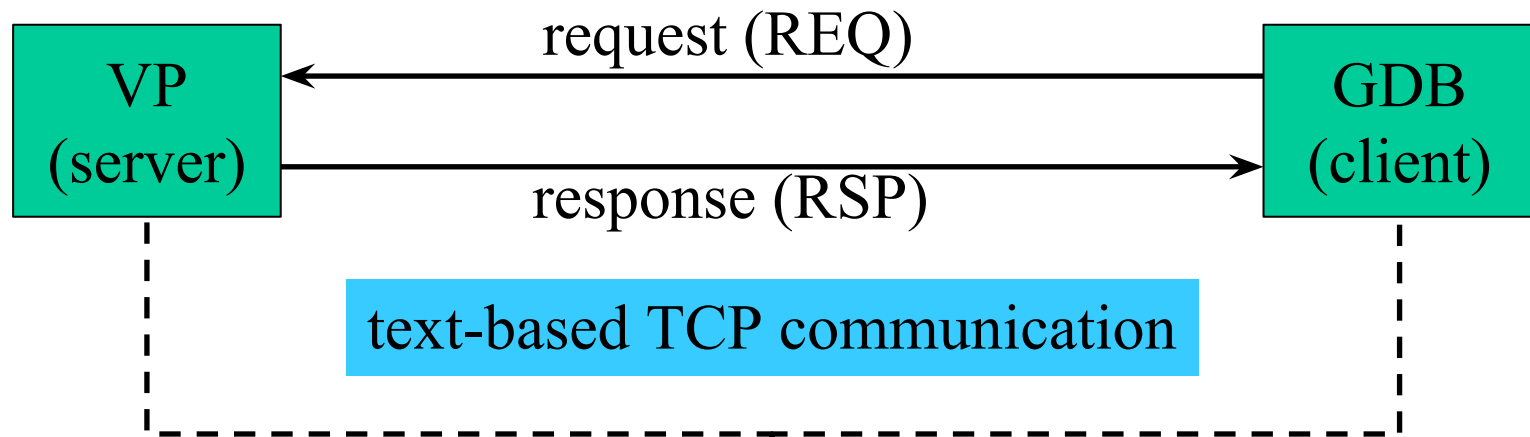 request (REQ)
VP
(server)
GDB
(client)
response (RSP)
text-based TCP communication